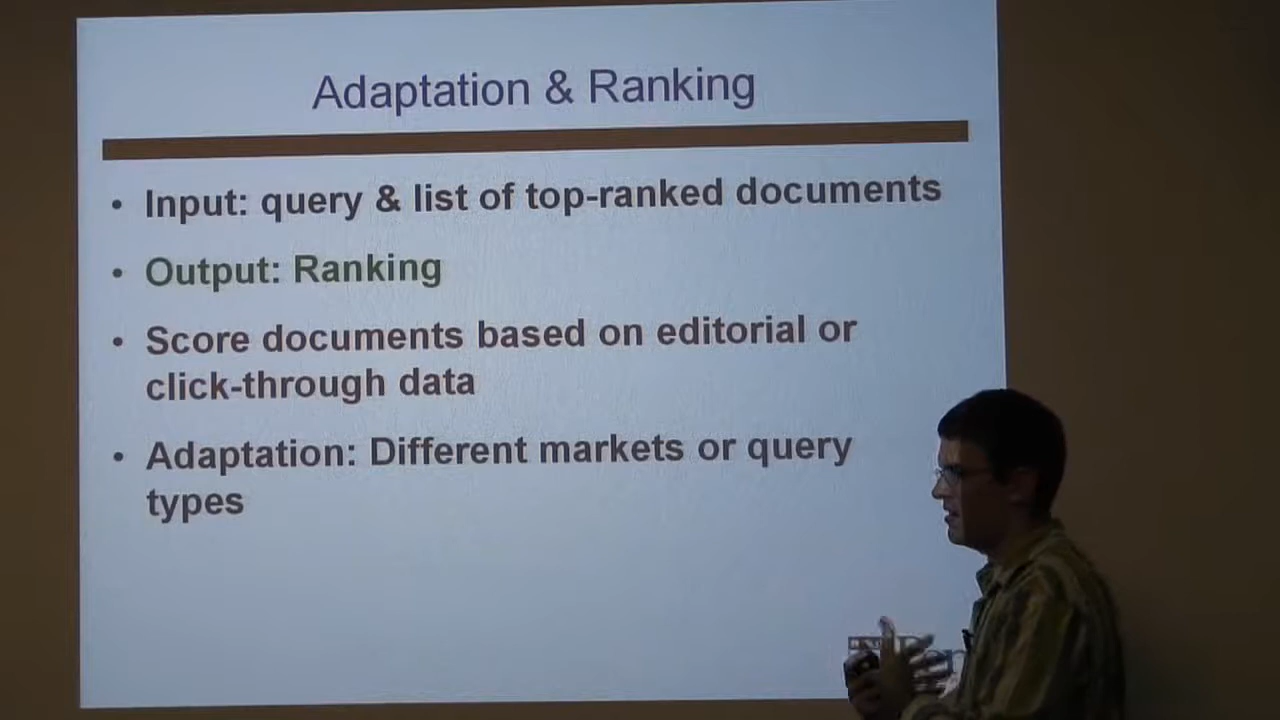 Adaptation & Ranking
• Input: query & list of top-ranked documents
• Output: Ranking
• Score documents based on editorial or
click-through data
• Adaptation: Different markets or query
types